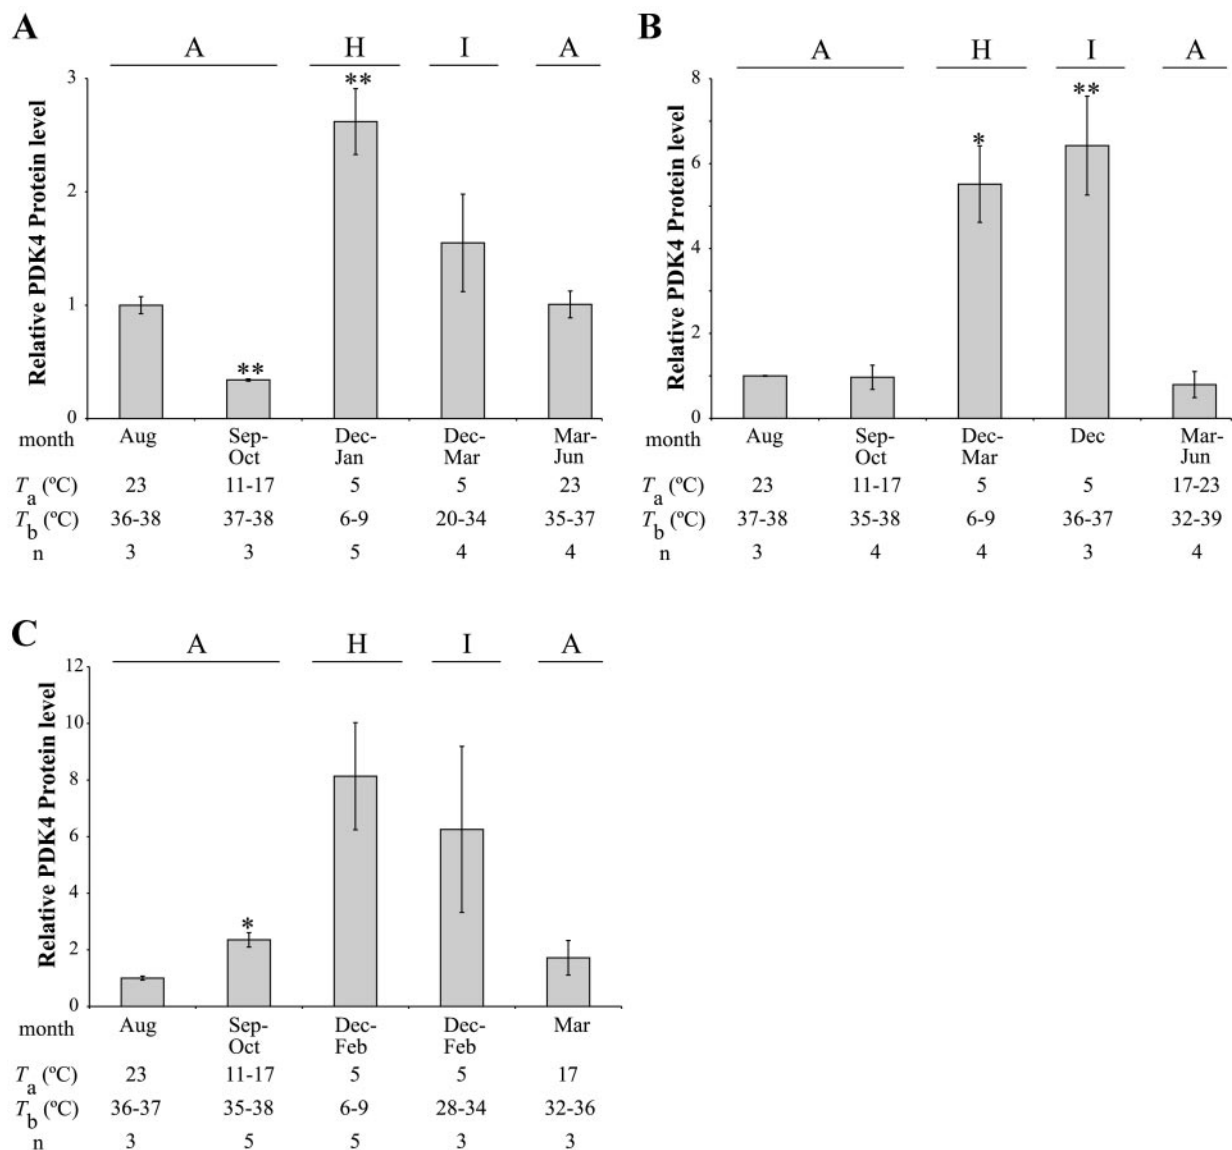 A
A H I A
Relative PDK4 Protein level
3
2
1
0
** ** 
month Aug Sep-Oct Dec-Jan Dec-Mar Mar-Jun
Ta (ºC) 23 11-17 5 5 23
Tb (ºC) 36-38 37-38 6-9 20-34 35-37
n 3 3 5 4 4
B
A H I A
Relative PDK4 Protein level
8
6
4
2
0
* **
month Aug Sep-Oct Dec-Mar Dec Mar-Jun
Ta (ºC) 23 11-17 5 5 17-23
Tb (ºC) 37-38 35-38 6-9 36-37 32-39
n 3 4 4 3 4
C
A H I A
Relative PDK4 Protein level
12
10
8
6
4
2
0
*
month Aug Sep-Oct Dec-Feb Dec-Feb Mar
Ta (ºC) 23 11-17 5 5 17
Tb (ºC) 36-37 35-38 6-9 28-34 32-36
n 3 5 5 3 3